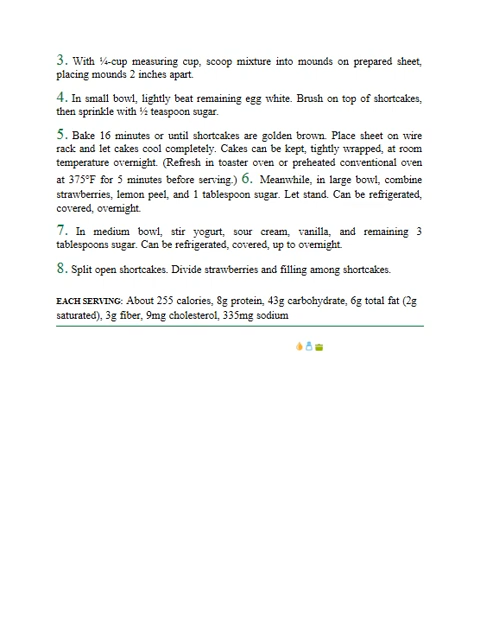 3. With ¼-cup measuring cup, scoop mixture into mounds on prepared sheet,
placing mounds 2 inches apart.
4. In small bowl, lightly beat remaining egg white. Brush on top of shortcakes,
then sprinkle with ½ teaspoon sugar.
5. Bake 16 minutes or until shortcakes are golden brown. Place sheet on wire
rack and let cakes cool completely. Cakes can be kept, tightly wrapped, at room
temperature overnight. (Refresh in toaster oven or preheated conventional oven
at 375°F for 5 minutes before serving.) 6. Meanwhile, in large bowl, combine
strawberries, lemon peel, and 1 tablespoon sugar. Let stand. Can be refrigerated,
covered, overnight.
7. In medium bowl, stir yogurt, sour cream, vanilla, and remaining 3
tablespoons sugar. Can be refrigerated, covered, up to overnight.
8. Split open shortcakes. Divide strawberries and filling among shortcakes.
EACH SERVING: About 255 calories, 8g protein, 43g carbohydrate, 6g total fat (2g
saturated), 3g fiber, 9mg cholesterol, 335mg sodium